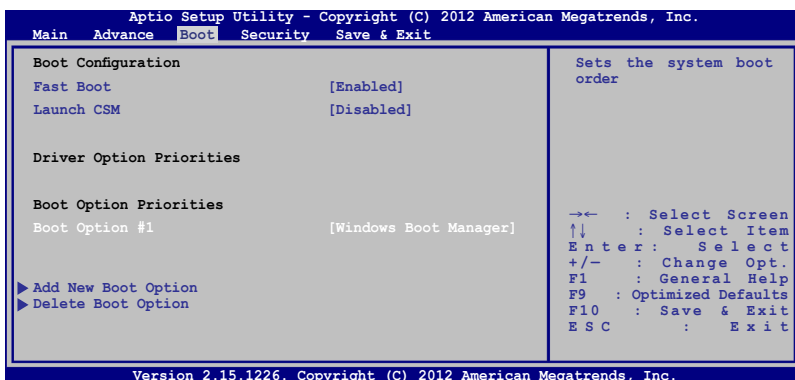 Aptio Setup Utility - Copyright (C) 2012 American Megatrends, Inc.
Main Advance Boot Security Save & Exit
Boot Configuration
Fast Boot [Enabled]
Launch CSM [Disabled]
Driver Option Priorities
Boot Option Priorities
Boot Option #1 [Windows Boot Manager]
Add New Boot Option
Delete Boot Option
Sets the system boot
order
→← : Select Screen
↑↓ : Select Item
Enter: Select
+/— : Change Opt.
F1 : General Help
F9 : Optimized Defaults
F10 : Save & Exit
ESC : Exit
Version 2.15.1226. Copyright (C) 2012 American Megatrends, Inc.